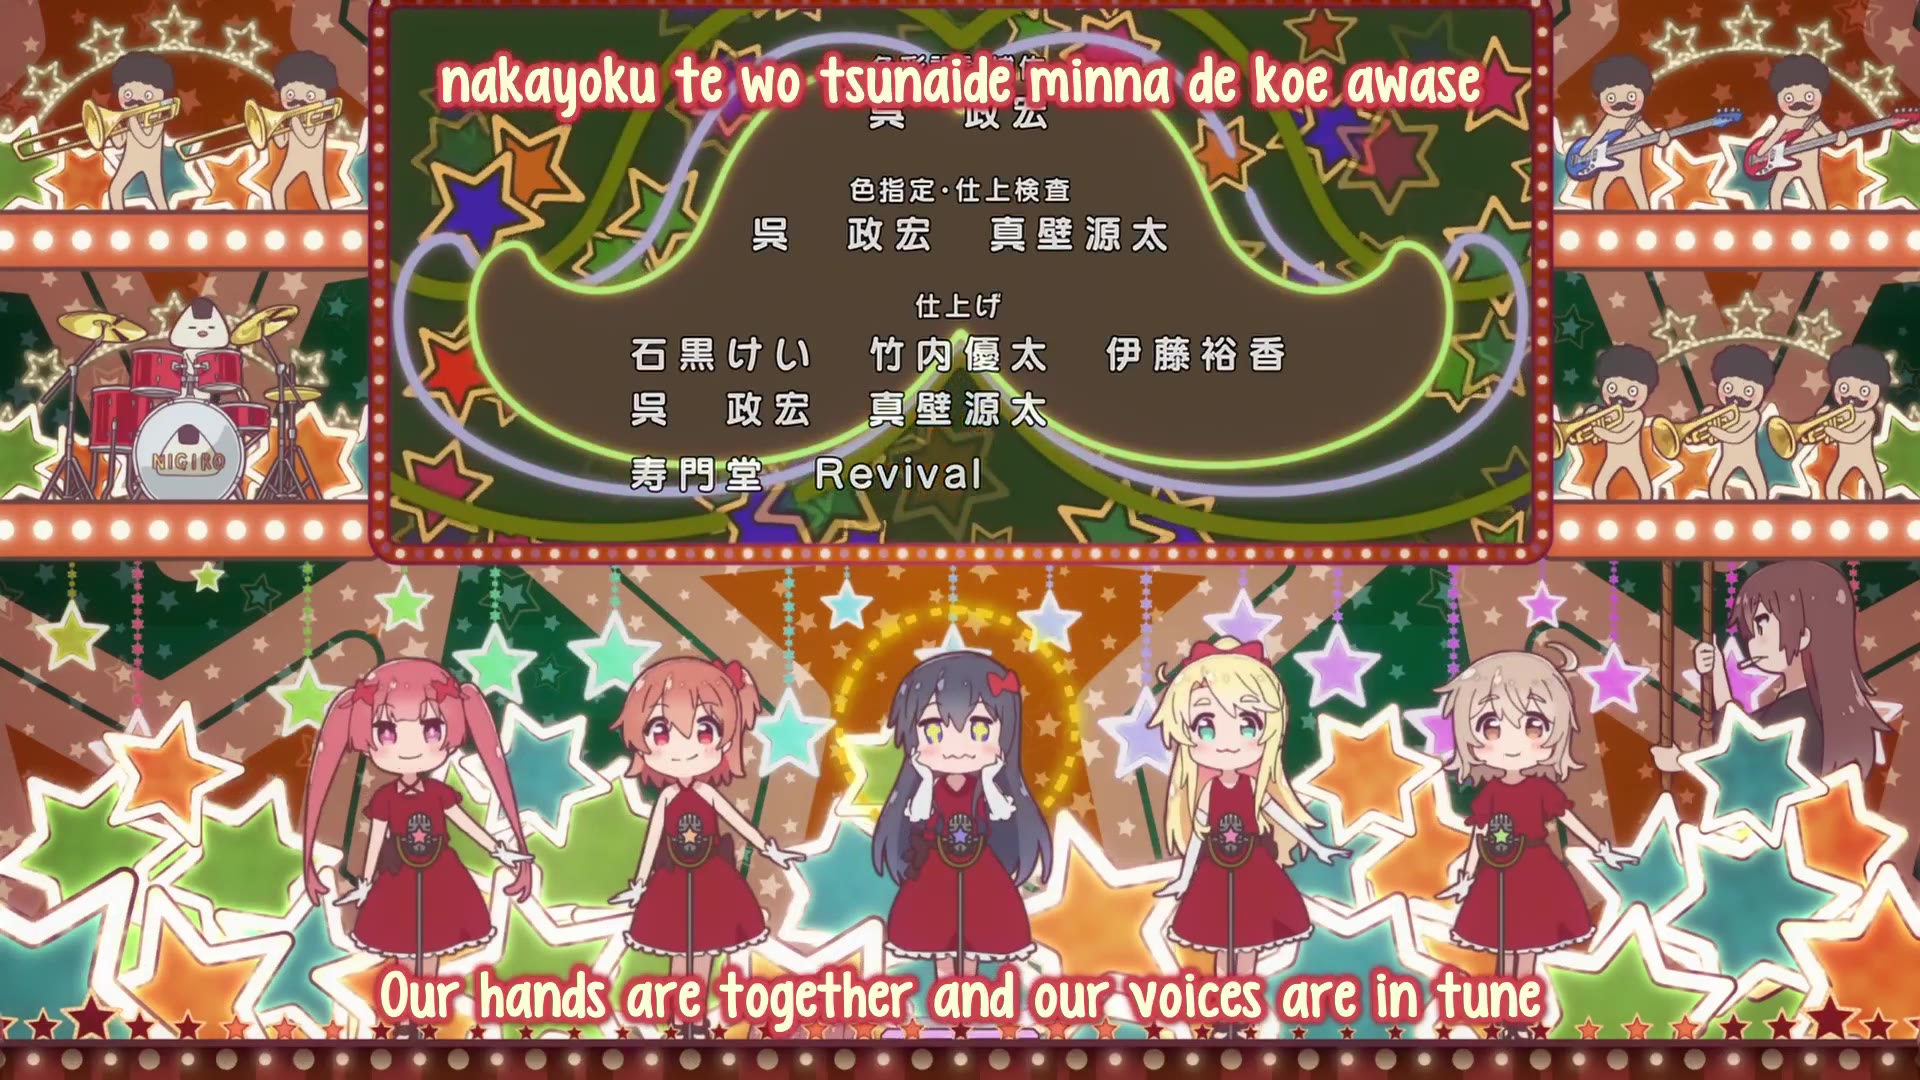 nakayoku te wo tsunaide minna de koe awase
呉　政宏
色指定・仕上検査
呉　政宏　真壁源太
仕上げ
石黒けい　竹内優太　伊藤裕香
呉　政宏　真壁源太
寿門堂　Revival
NIGIRO
Our hands are together and our voices are in tune